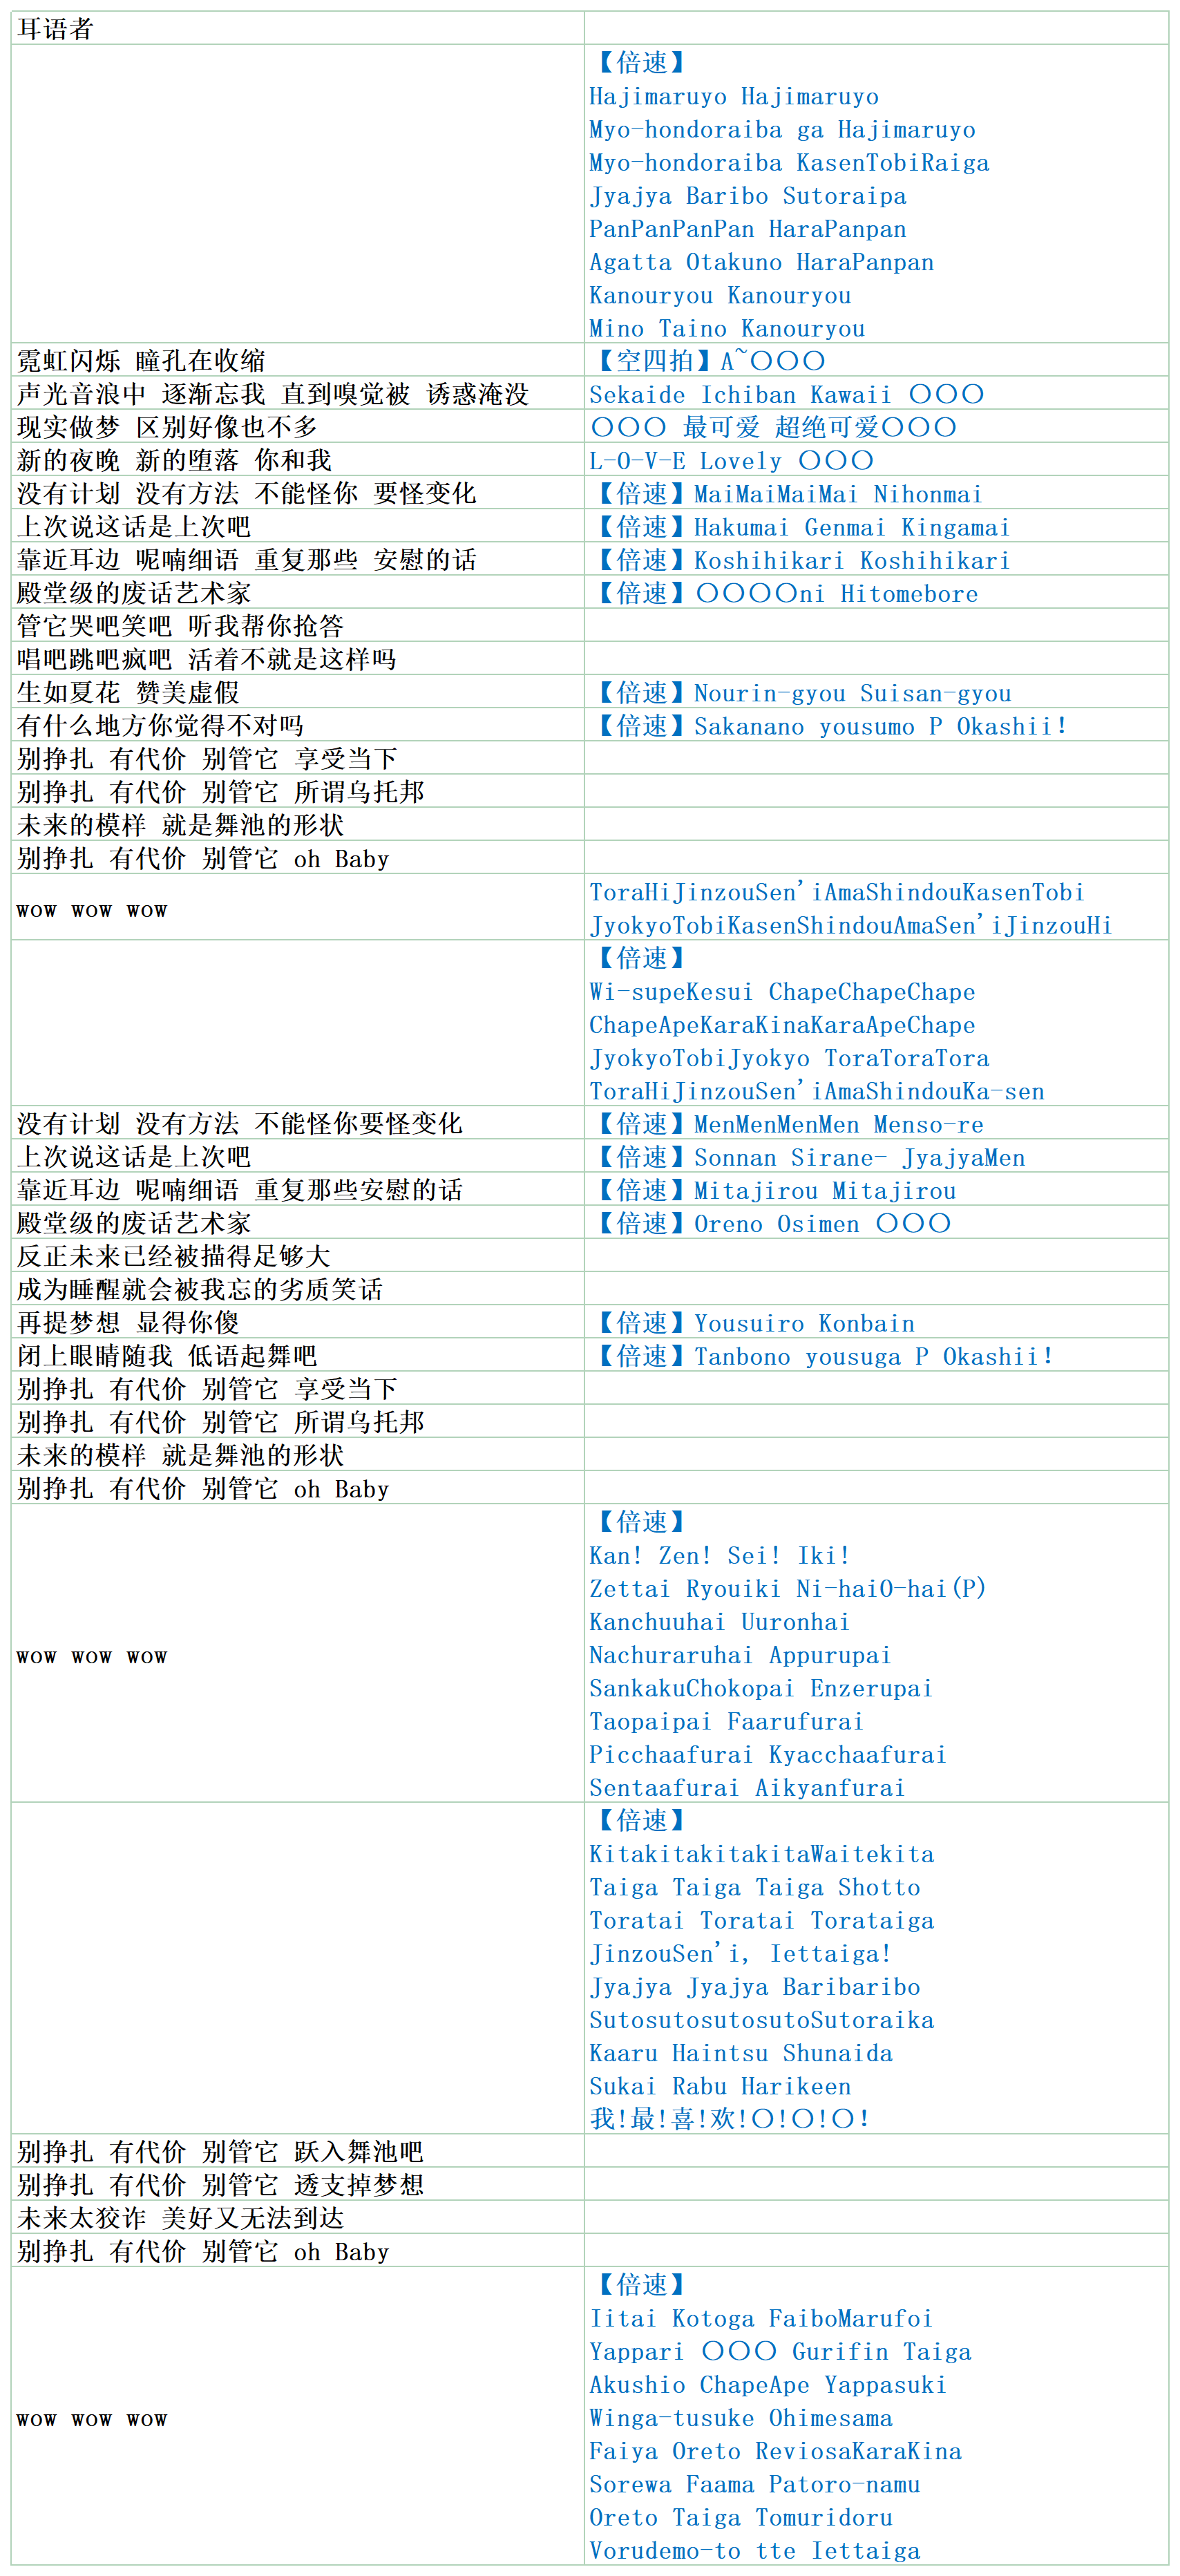 耳语者
【倍速】
Hajimaruyo Hajimaruyo
Myo-hondoraiba ga Hajimaruyo
Myo-hondoraiba KasenTobiRaiga
Jyajya Baribo Sutoraipa
PanPanPanPan HaraPanpan
Agatta Otakuno HaraPanpan
Kanouryou Kanouryou
Mino Taino Kanouryou
霓虹闪烁 瞳孔在收缩 【空四拍】A~〇〇〇
声光音浪中 逐渐忘我 直到嗅觉被 诱惑淹没 Sekaide Ichiban Kawaii 〇〇〇
现实做梦 区别好像也不多 〇〇〇 最可爱 超绝可爱〇〇〇
新的夜晚 新的堕落 你和我 L-O-V-E Lovely 〇〇〇
没有计划 没有方法 不能怪你 要怪变化 【倍速】MaiMaiMaiMai Nihonmai
上次说这话是上次吧 【倍速】Hakumai Genmai Kingamai
靠近耳边 呢喃细语 重复那些 安慰的话 【倍速】Koshihikari Koshihikari
殿堂级的废话艺术家 【倍速】〇〇〇〇ni Hitomebore
管它哭吧笑吧 听我帮你抢答
唱吧跳吧疯吧 活着不就是这样吗
生如夏花 赞美虚假 【倍速】Nourin-gyou Suisan-gyou
有什么地方你觉得不对吗 【倍速】Sakanano yousumo P Okashii!
别挣扎 有代价 别管它 享受当下
别挣扎 有代价 别管它 所谓乌托邦
未来的模样 就是舞池的形状
别挣扎 有代价 别管它 oh Baby
wow wow wow
ToraHiJinzouSen'iAmaShindouKasenTobi
JyokyoTobiKasenShindouAmaSen'iJinzouHi
【倍速】
Wi-supeKesui ChapeChapeChape
ChapeApeKaraKinaKaraApeChape
JyokyoTobiJyokyo ToraToraTora
ToraHiJinzouSen'iAmaShindouKa-sen
没有计划 没有方法 不能怪你要怪变化 【倍速】MenMenMenMen Menso-re
上次说这话是上次吧 【倍速】Sonnan Sirane- JyajyaMen
靠近耳边 呢喃细语 重复那些安慰的话 【倍速】Mitajirou Mitajirou
殿堂级的废话艺术家 【倍速】Oreno Osimen 〇〇〇
反正未来已经被描得足够大
成为睡醒就会被我忘的劣质笑话
再提梦想 显得你傻 【倍速】Yousuiro Konbain
闭上眼睛随我 低语起舞吧 【倍速】Tanbono yousuga P Okashii!
别挣扎 有代价 别管它 享受当下
别挣扎 有代价 别管它 所谓乌托邦
未来的模样 就是舞池的形状
别挣扎 有代价 别管它 oh Baby
wow wow wow
【倍速】
Kan! Zen! Sei! Iki!
Zettai Ryouiki Ni-haiO-hai(P)
Kanchuuhai Uuronhai
Nachuraruhai Appurupai
SankakuChokopai Enzerupai
Taopaipai Faarufurai
Picchaafurai Kyacchaafurai
Sentaafurai Aikyanfurai
【倍速】
KitakitakitakitaWaitekita
Taiga Taiga Taiga Shotto
Toratai Toratai Torataiga
JinzouSen'i, Iettaiga!
Jyajya Jyajya Baribaribo
SutosutosutosutoSutoraika
Kaaru Haintsu Shunaida
Sukai Rabu Harikeen
我!最!喜!欢!〇!〇!〇!
别挣扎 有代价 别管它 跃入舞池吧
别挣扎 有代价 别管它 透支掉梦想
未来太狡诈 美好又无法到达
别挣扎 有代价 别管它 oh Baby
wow wow wow
【倍速】
Iitai Kotoga FaiboMarufoi
Yappari 〇〇〇 Gurifin Taiga
Akushio ChapeApe Yappasuki
Winga-tusuke Ohimesama
Faiya Oreto ReviosaKaraKina
Sorewa Faama Patoro-namu
Oreto Taiga Tomuridoru
Vorudemo-to tte Iettaiga